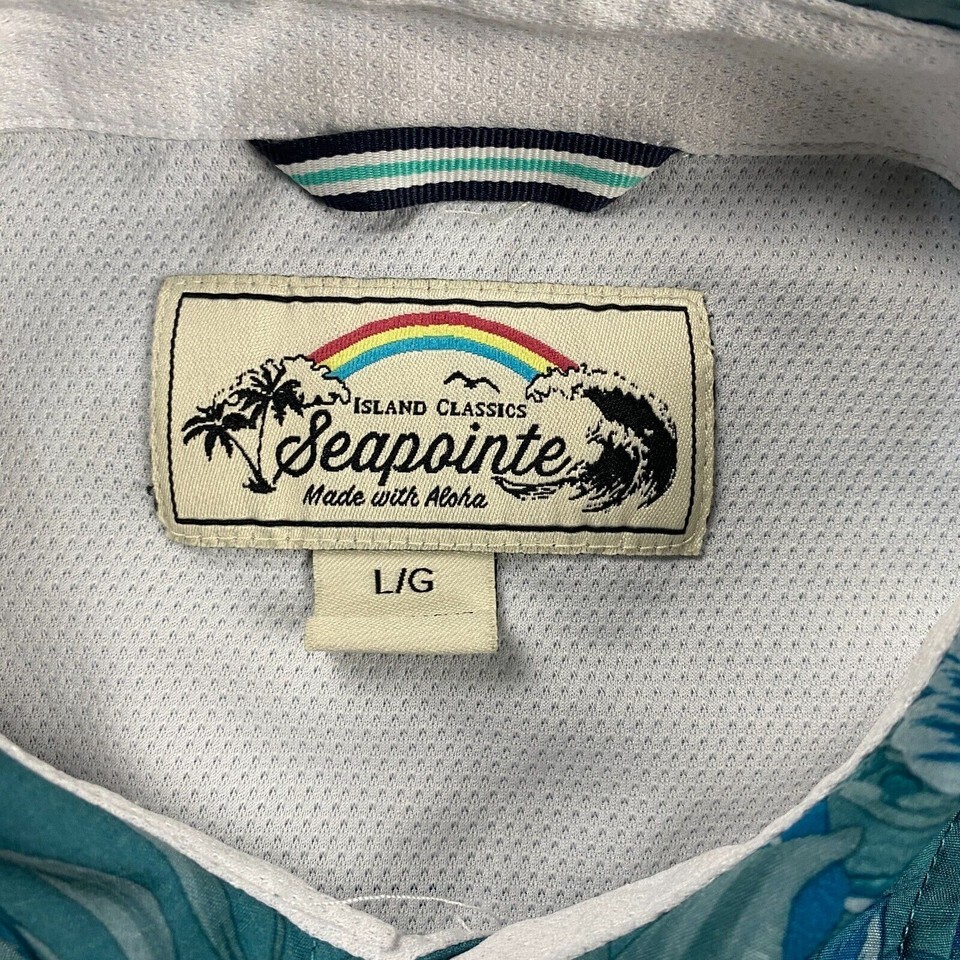 ISLAND CLASSICS
Seapointe
Made with Aloha
L/G